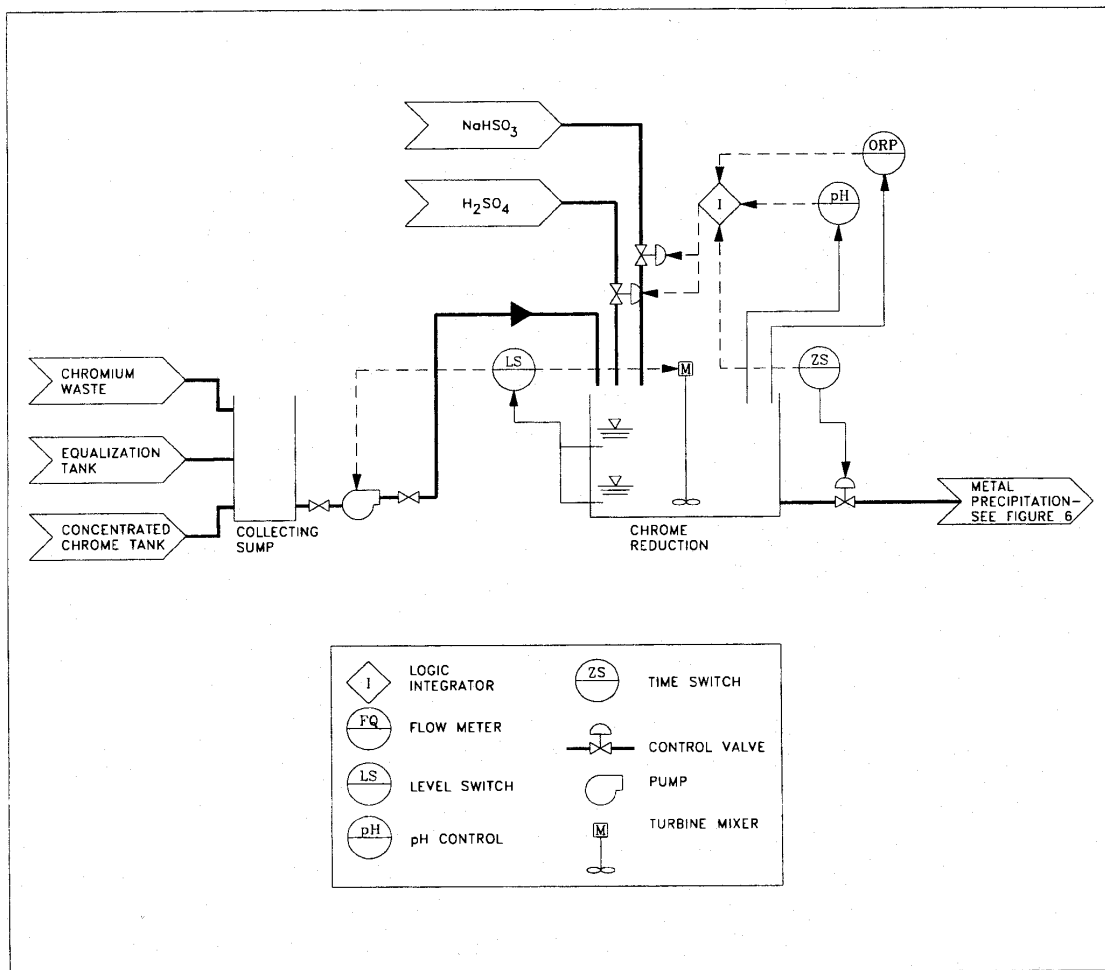 NaHSO3
H2SO4
ORP
I
pH
CHROMIUM
WASTE
LS
M
ZS
EQUALIZATION
TANK
CONCENTRATED
CHROME TANK
COLLECTING
SUMP
CHROME
REDUCTION
METAL
PRECIPITATION-
SEE FIGURE 6
I
LOGIC
INTEGRATOR
FQ
FLOW METER
LS
LEVEL SWITCH
pH
pH CONTROL
ZS
TIME SWITCH
CONTROL VALVE
PUMP
M
TURBINE MIXER